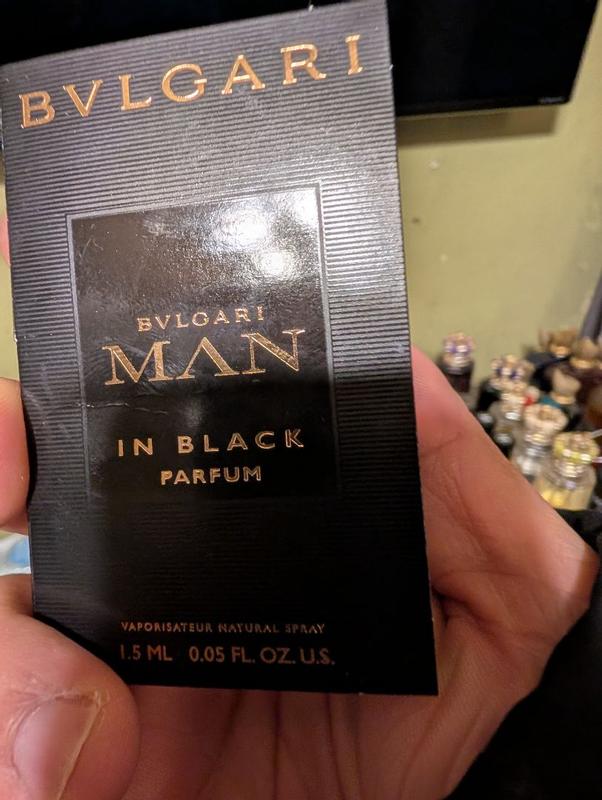 BVLGARI
BVLGARI
MAN
IN BLACK
PARFUM
VAPORISATEUR NATURAL SPRAY
1.5 ML 0.05 FL. OZ. U.S.